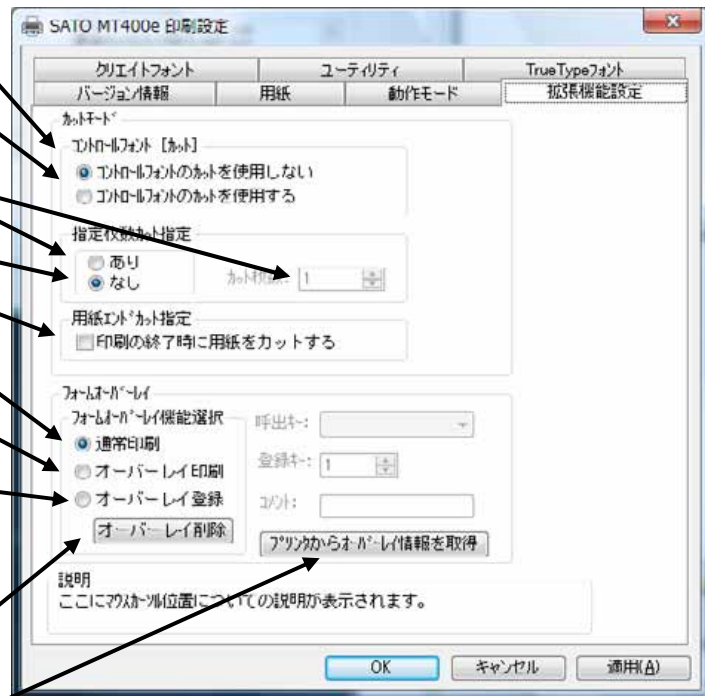 SATO MT400e 印刷設定
クリエイトフォント ユーティリティ TrueTypeフォント
バージョン情報 用紙 動作モード 拡張機能設定
カットモード
コントロールフォント [カット]
コントロールフォントのカットを使用しない
コントロールフォントのカットを使用する
指定枚数カット指定
あり
なし
カット枚数: 1
用紙エンドカット指定
印刷の終了時に用紙をカットする
フォームオーバーレイ
フォームオーバーレイ機能選択
通常印刷
オーバーレイ印刷
オーバーレイ登録
オーバーレイ削除
呼出キー:
登録キー: 1
コメント:
プリンタからオーバーレイ情報を取得
説明
ここにマウスカーソル位置についての説明が表示されます。
OK キャンセル 適用(A)